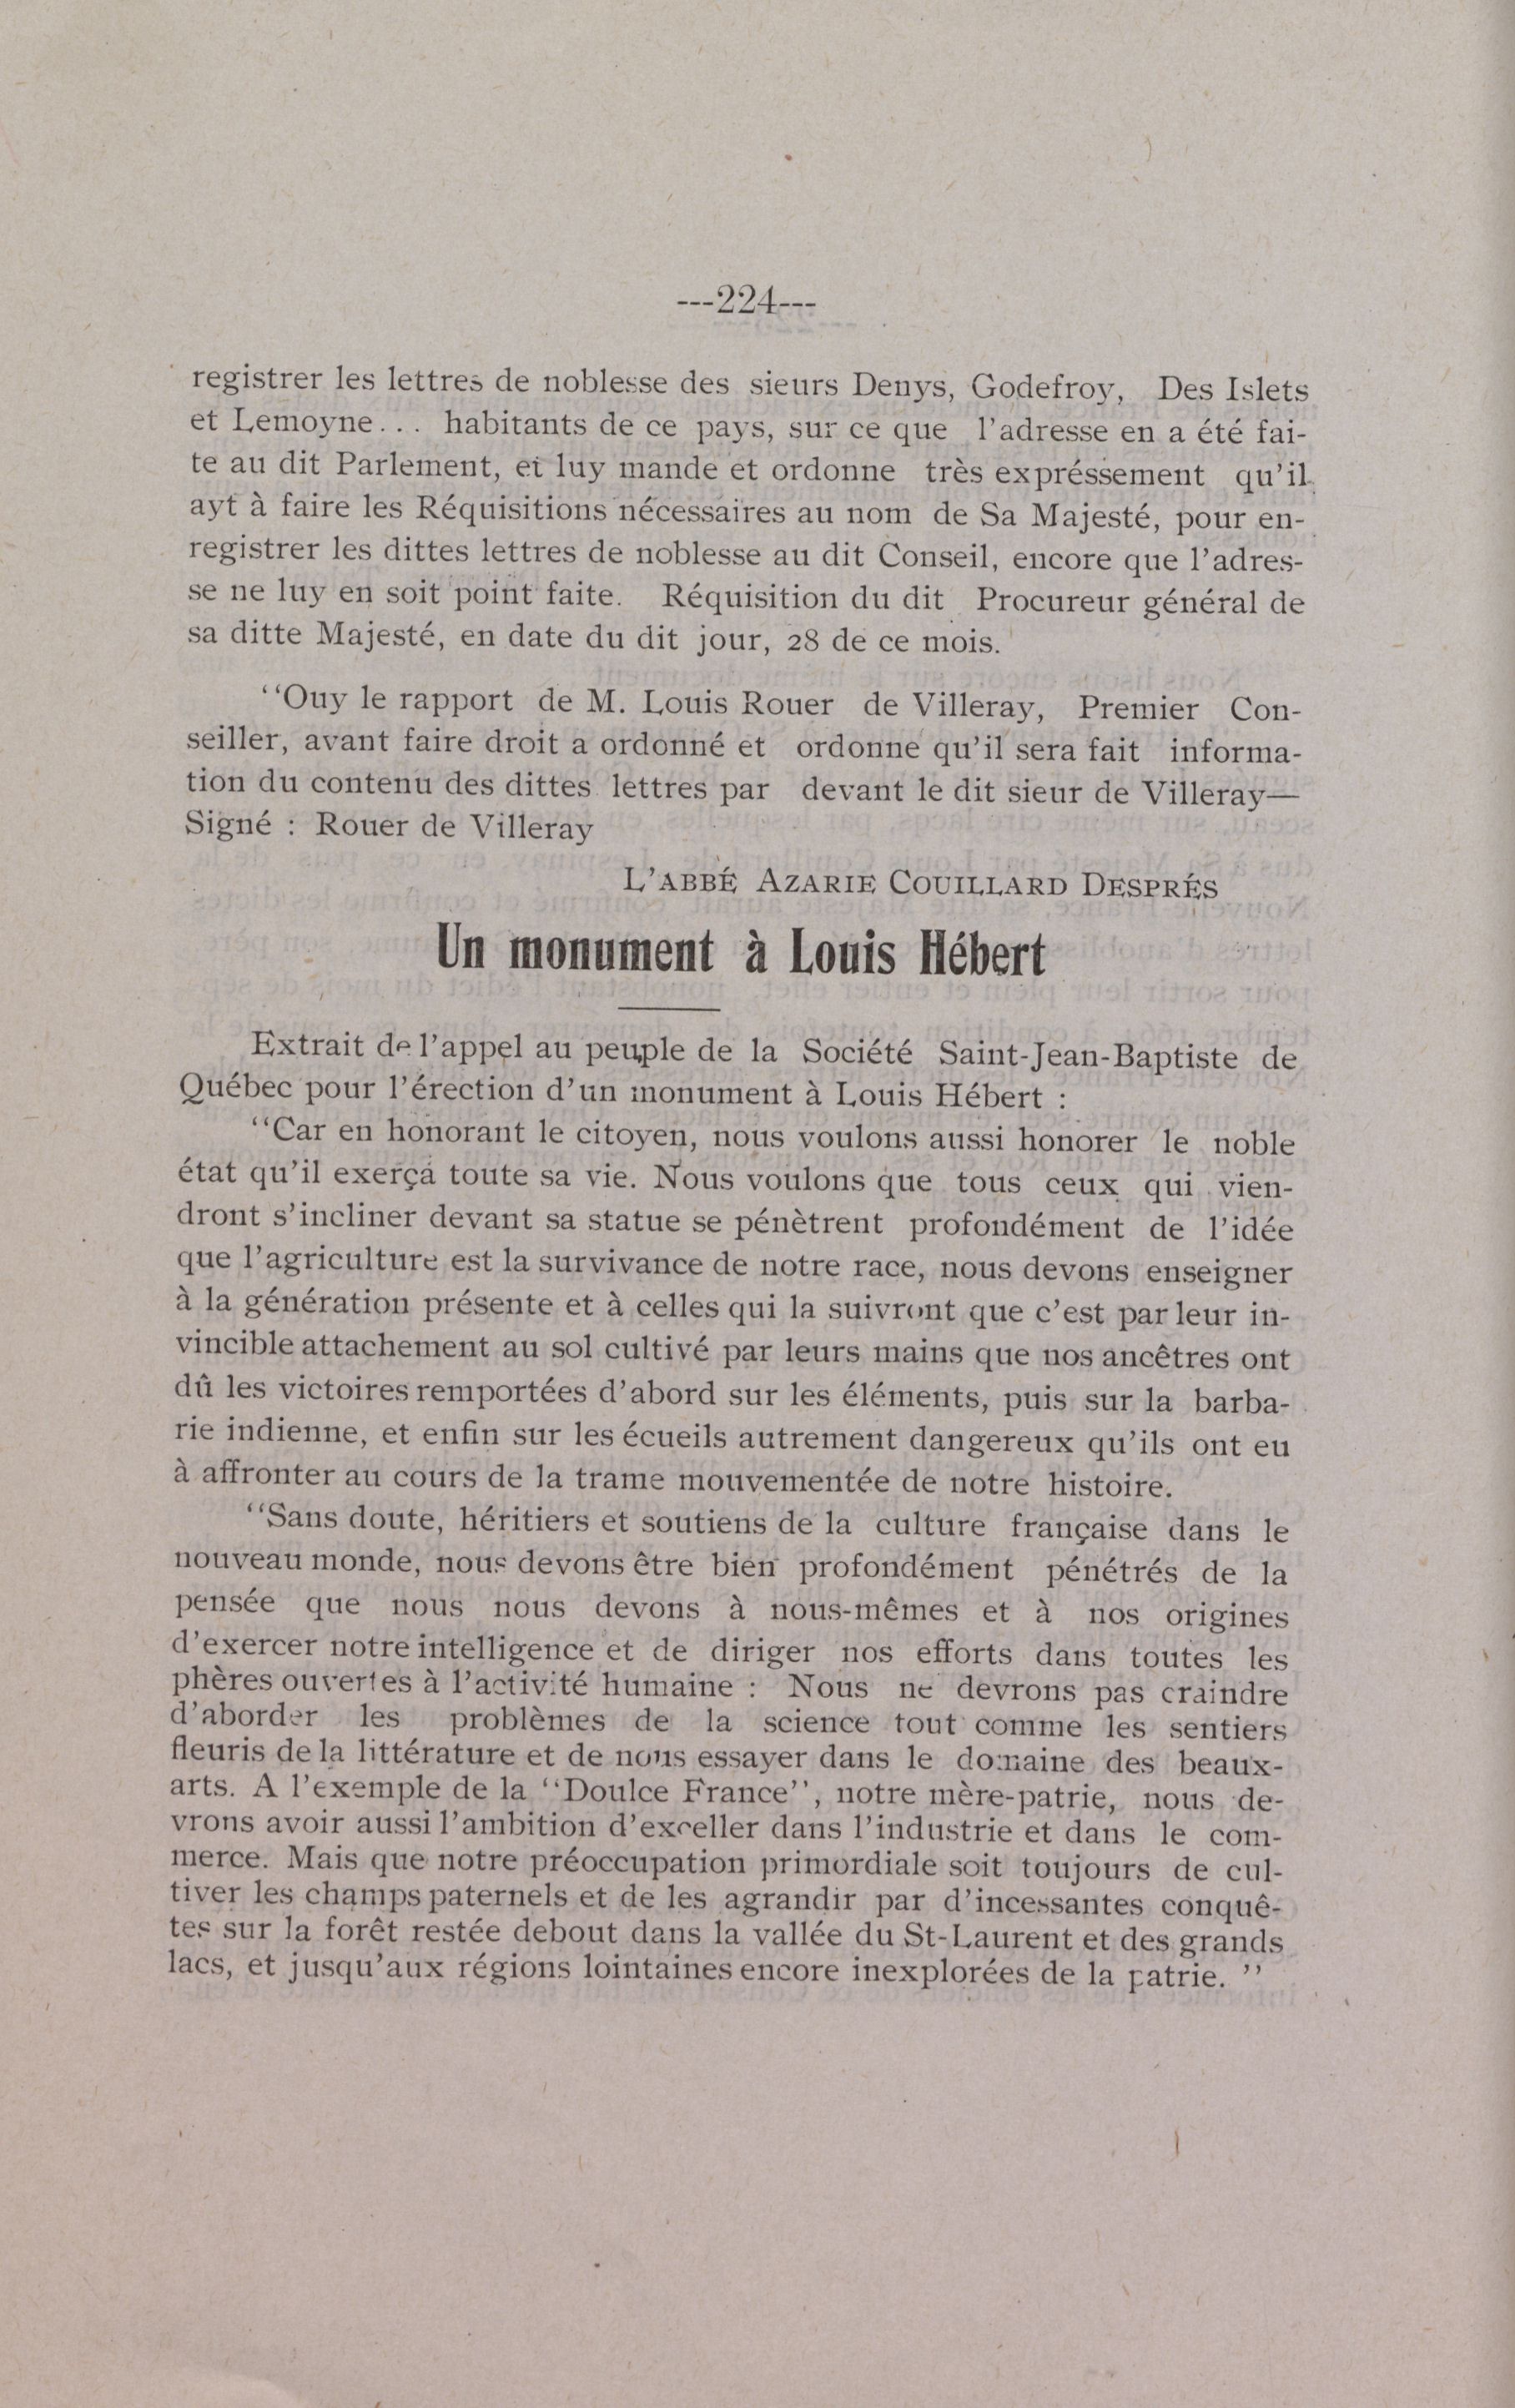 ---224---
registrer les lettres de noblesse des sieurs Denys, Godefroy, Des Islets
et Lemoyne... habitants de ce pays, sur ce que l'adresse en a été fai-
te au dit Parlement, et luy mande et ordonne très expréssement qu'il
ayt à faire les Réquisitions nécessaires au nom de Sa Majesté, pour en-
registrer les dittes lettres de noblesse au dit Conseil, encore que l'adres-
se ne luy en soit point faite. Réquisition du dit Procureur général de
sa ditte Majesté, en date du dit jour, 28 de ce mois.
"Ouy le rapport de M. Louis Rouer de Villeray, Premier Con-
seiller, avant faire droit a ordonné et ordonne qu'il sera fait informa-
tion du contenu des dittes lettres par devant le dit sieur de Villeray—
Signé : Rouer de Villeray
L'ABBÉ AZARIE COUILLARD DESPRÉS
Un monument à Louis Hébert
Extrait de l'appel au peuple de la Société Saint-Jean-Baptiste de
Québec pour l'érection d'un monument à Louis Hébert :
"Car en honorant le citoyen, nous voulons aussi honorer le noble
état qu'il exerça toute sa vie. Nous voulons que tous ceux qui vien-
dront s'incliner devant sa statue se pénètrent profondément de l'idée
que l'agriculture est la survivance de notre race, nous devons enseigner
à la génération présente et à celles qui la suivront que c'est par leur in-
vincible attachement au sol cultivé par leurs mains que nos ancêtres ont
dû les victoires remportées d'abord sur les éléments, puis sur la barba-
rie indienne, et enfin sur les écueils autrement dangereux qu'ils ont eu
à affronter au cours de la trame mouvementée de notre histoire.
"Sans doute, héritiers et soutiens de la culture française dans le
nouveau monde, nous devons être bien profondément pénétrés de la
pensée que nous nous devons à nous-mêmes et à nos origines
d'exercer notre intelligence et de diriger nos efforts dans toutes les
phères ouvertes à l'activité humaine : Nous ne devrons pas craindre
d'aborder les problèmes de la science tout comme les sentiers
fleuris de la littérature et de nous essayer dans le domaine des beaux-
arts. A l'exemple de la "Doulce France", notre mère-patrie, nous de-
vrons avoir aussi l'ambition d'exceller dans l'industrie et dans le com-
merce. Mais que notre préoccupation primordiale soit toujours de cul-
tiver les champs paternels et de les agrandir par d'incessantes conquê-
tes sur la forêt restée debout dans la vallée du St-Laurent et des grands
lacs, et jusqu'aux régions lointaines encore inexplorées de la patrie. "